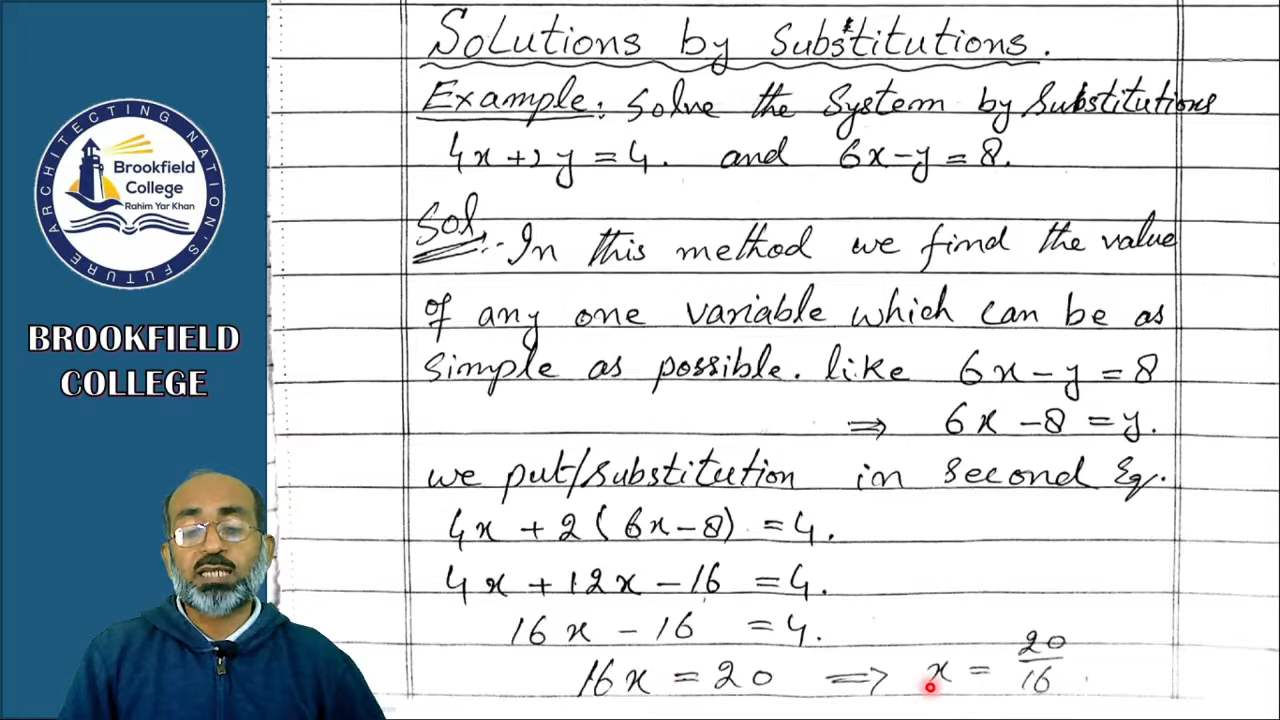 ARCHITECTING NATION'S FUTURE
Brookfield
College
Rahim Yar Khan
BROOKFIELD
COLLEGE
Solutions by Substitutions.
Example: Solve the System by Substitutions
4x+2y=4. and 6x-y=8.
Sol:- In this method we find the value
of any one variable which can be as
simple as possible. like 6x-y=8
⇒ 6x-8=y.
we put/substitution in second Eq.
4x+2(6x-8)=4.
4x+12x-16=4.
16x-16=4.
16x=20 ⇒ x=20/16